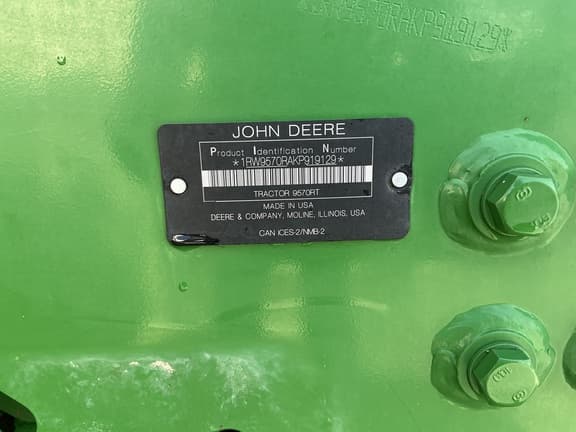 RW9570RAKP919129*
JOHN DEERE
Product Identification Number
*1RW9570RAKP919129*
TRACTOR 9570RT
MADE IN USA
DEERE & COMPANY, MOLINE, ILLINOIS, USA
CAN ICES-2/NMB-2